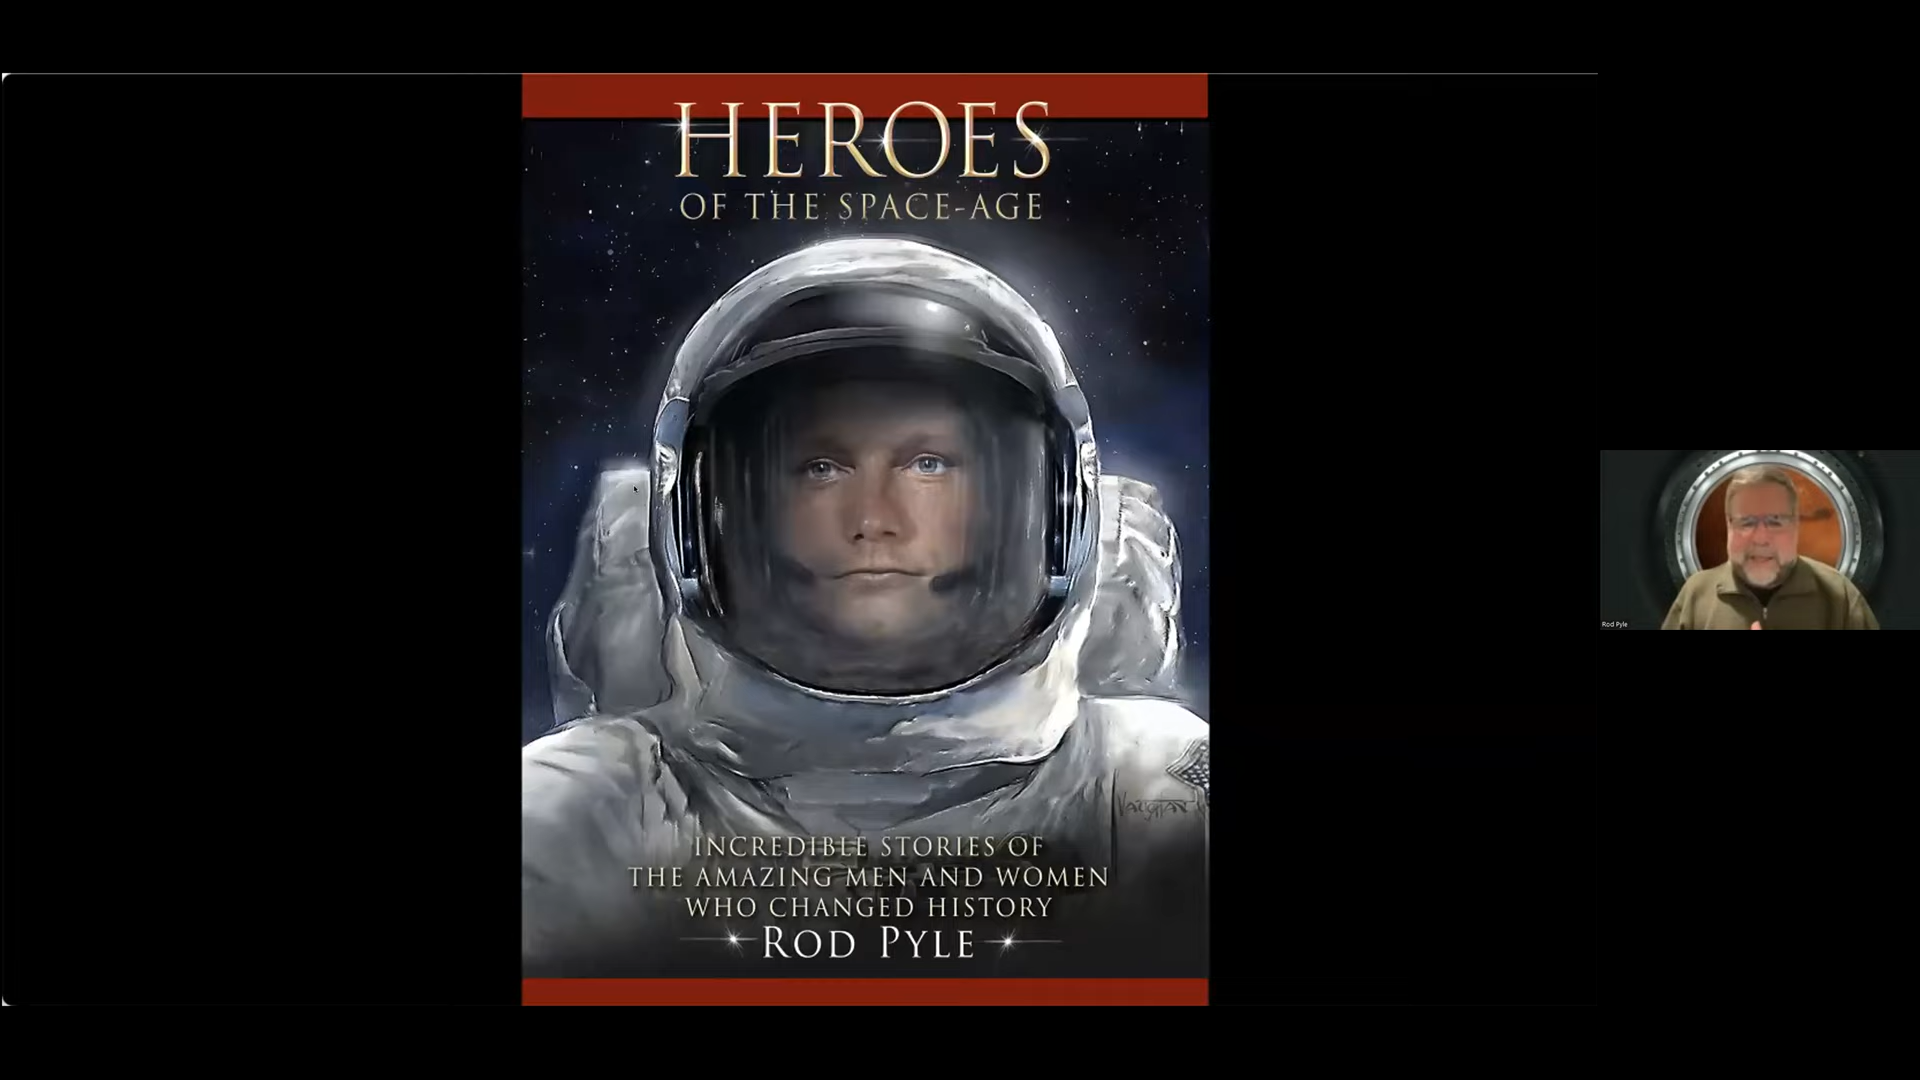 HEROES
OF THE SPACE-AGE
Vaughan
INCREDIBLE STORIES OF
THE AMAZING MEN AND WOMEN
WHO CHANGED HISTORY
ROD PYLE
Rod Pyle